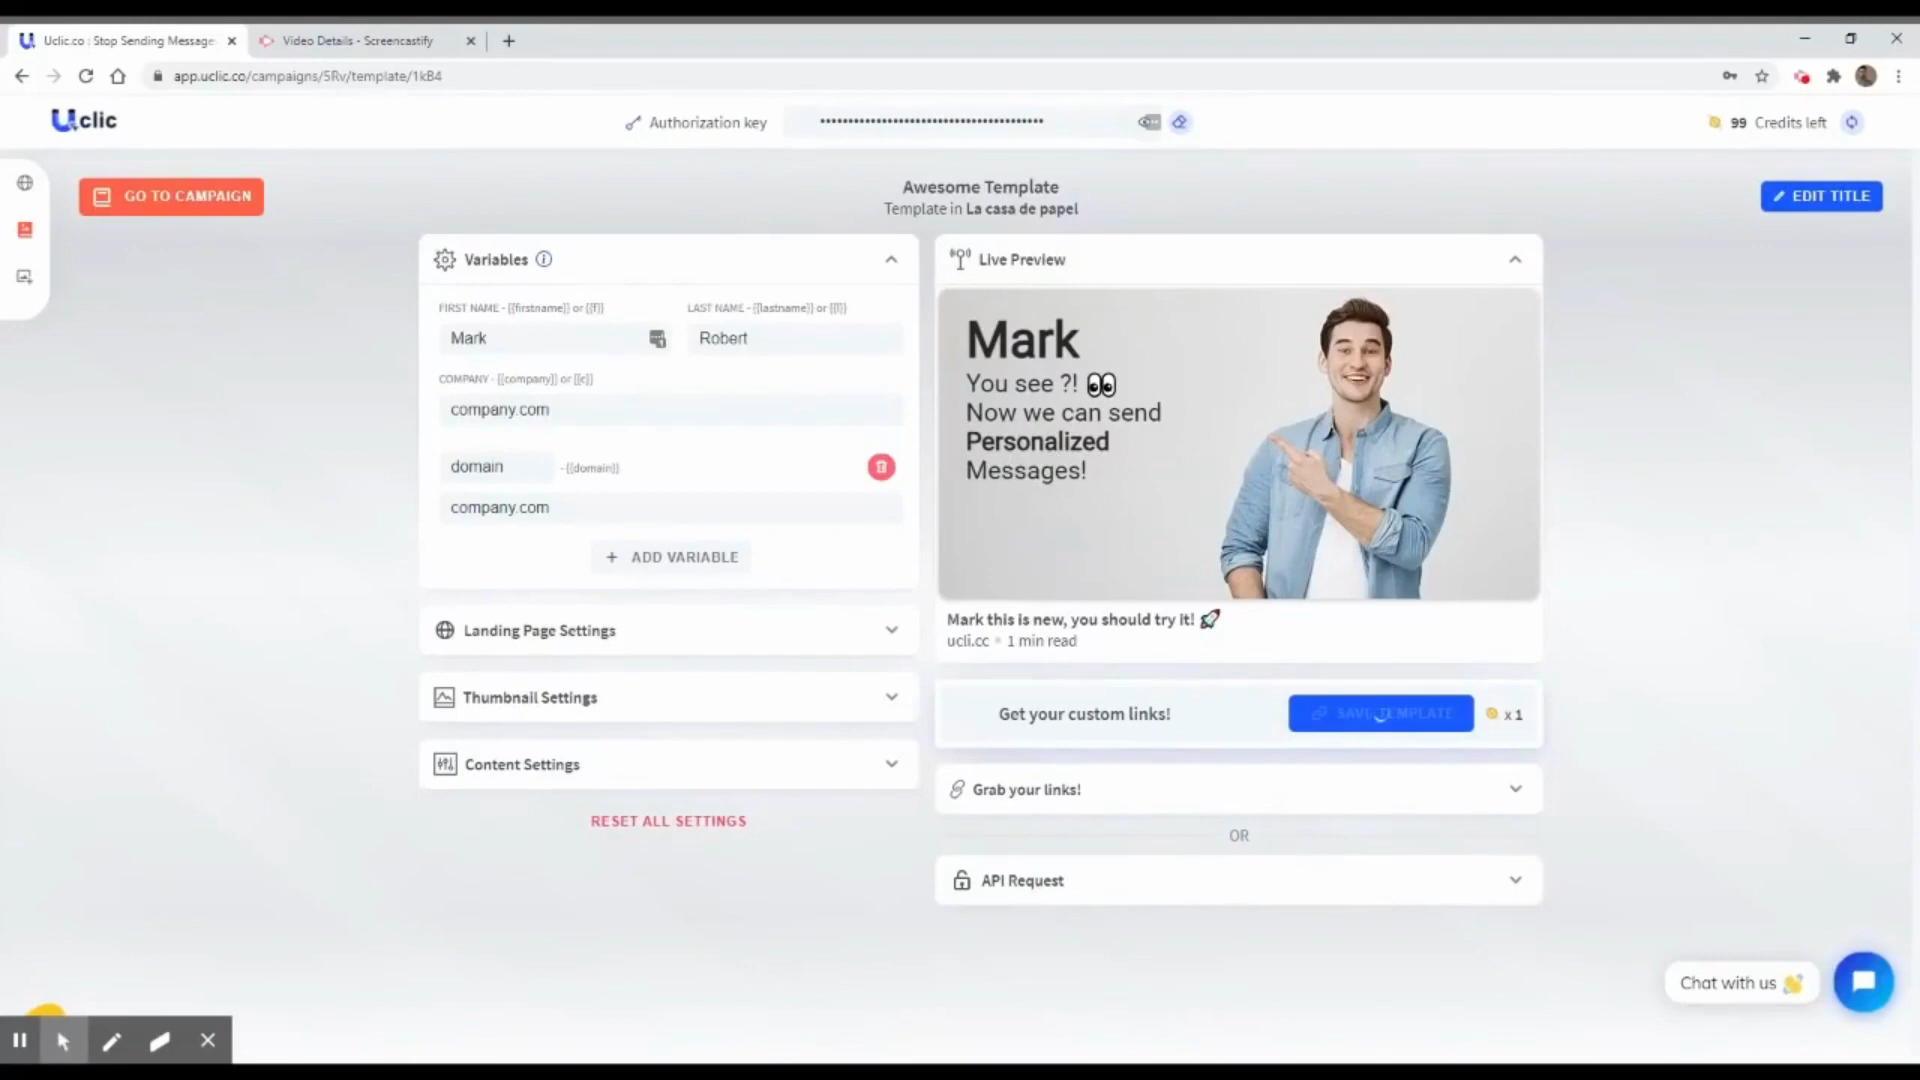 Uclic.co : Stop Sending Message
Video Details - Screencastify
app.uclic.co/campaigns/5Rv/template/1kB4
Uclic
Authorization key
••••••••••••••••••••••••••••••••••••••••
99 Credits left
GO TO CAMPAIGN
Awesome Template
Template in La casa de papel
EDIT TITLE
Variables
FIRST NAME - {{firstname}} or {{f}}
LAST NAME - {{lastname}} or {{l}}
Mark
Robert
COMPANY - {{company}} or {{c}}
company.com
domain
- {{domain}}
company.com
+ ADD VARIABLE
Landing Page Settings
Thumbnail Settings
Content Settings
RESET ALL SETTINGS
Live Preview
Mark
You see ?! 👀
Now we can send
Personalized
Messages!
Mark this is new, you should try it! 🚀
ucli.cc • 1 min read
Get your custom links!
SAVE TEMPLATE
x 1
Grab your links!
OR
API Request
Chat with us 👋